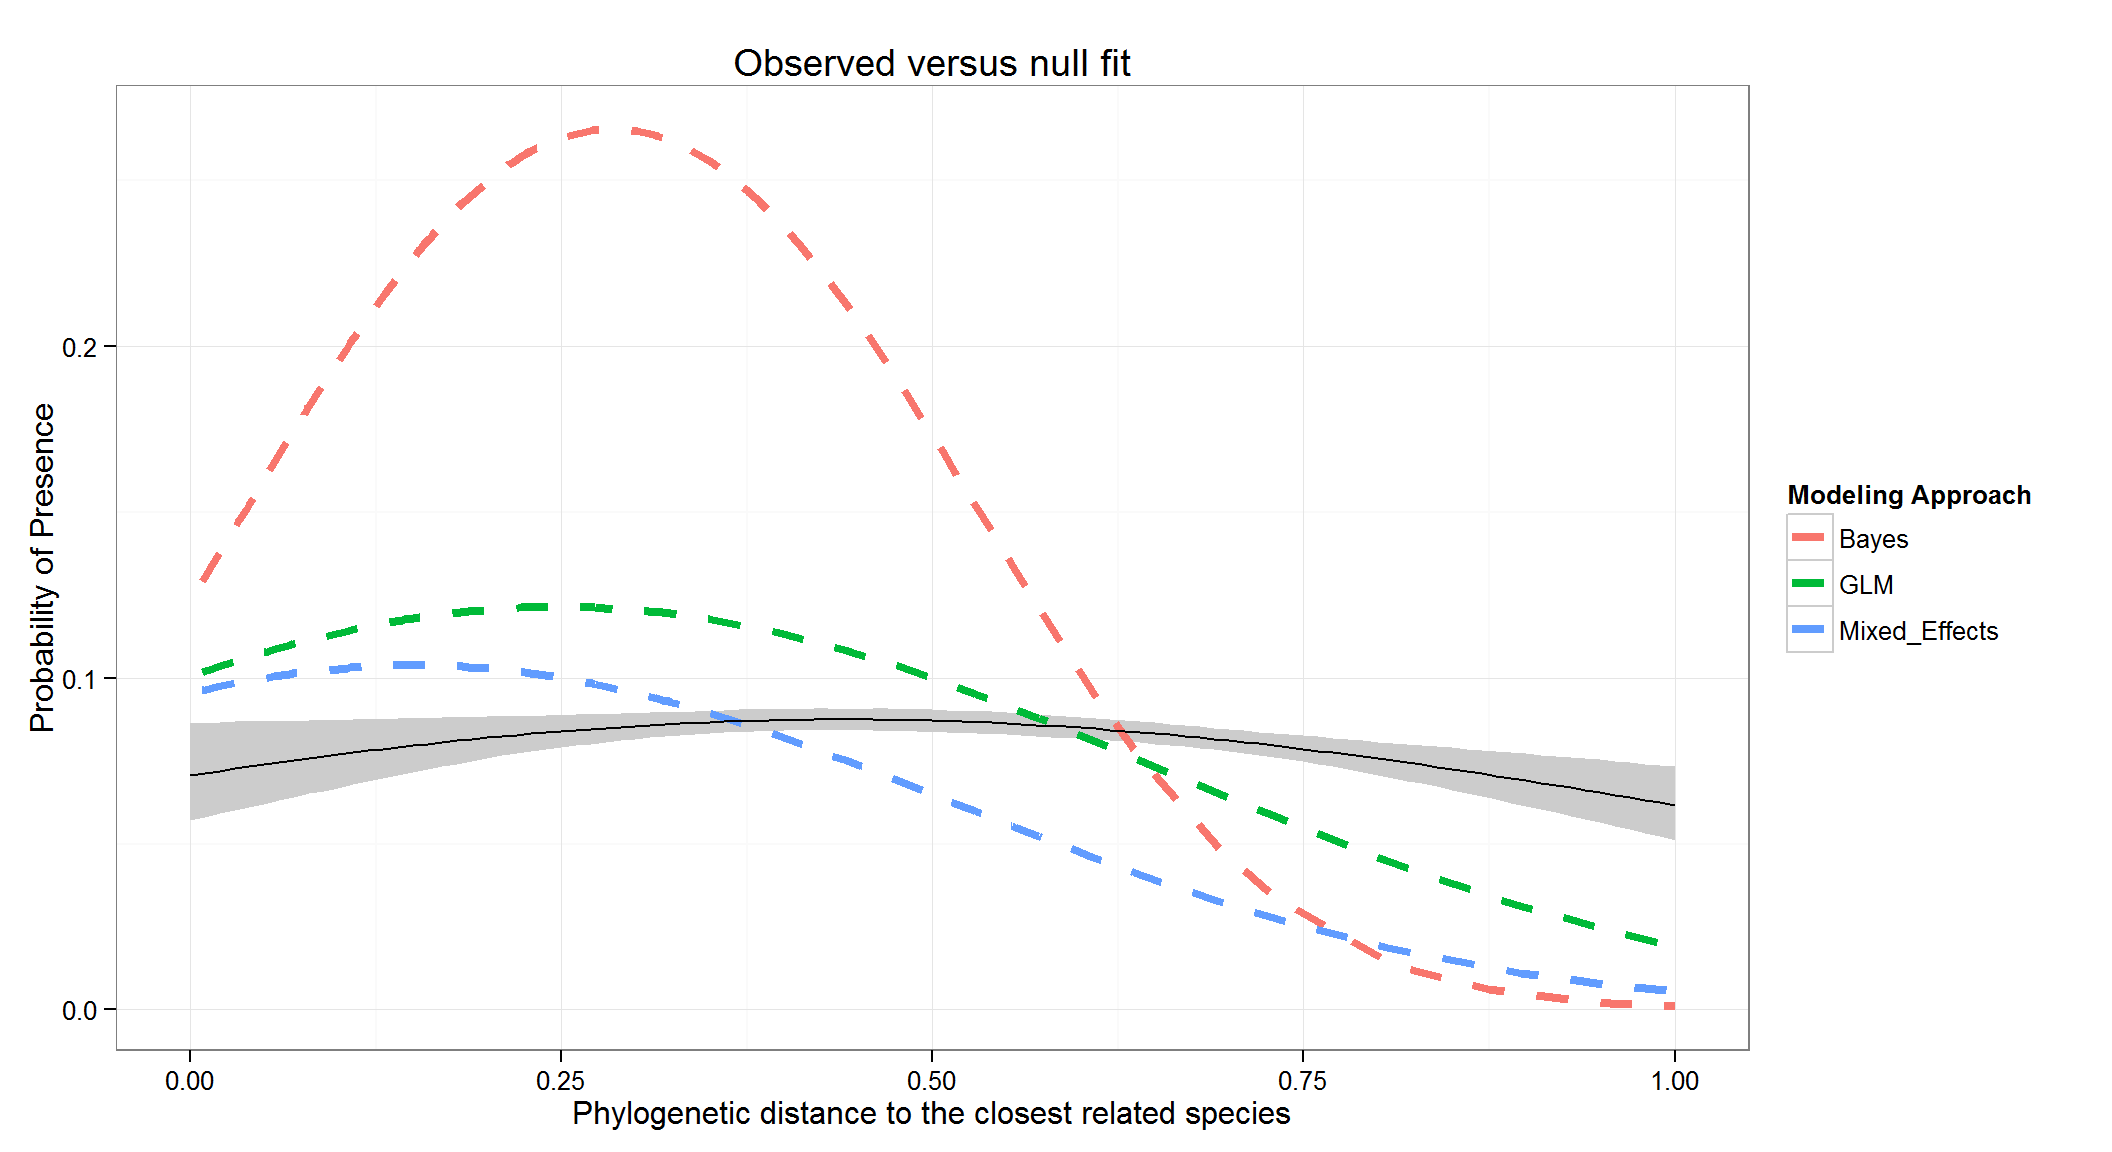 Observed versus null fit
Probability of Presence
0.2
0.1
0.0
0.00 0.25 0.50 0.75 1.00
Phylogenetic distance to the closest related species
Modeling Approach
Bayes
GLM
Mixed_Effects